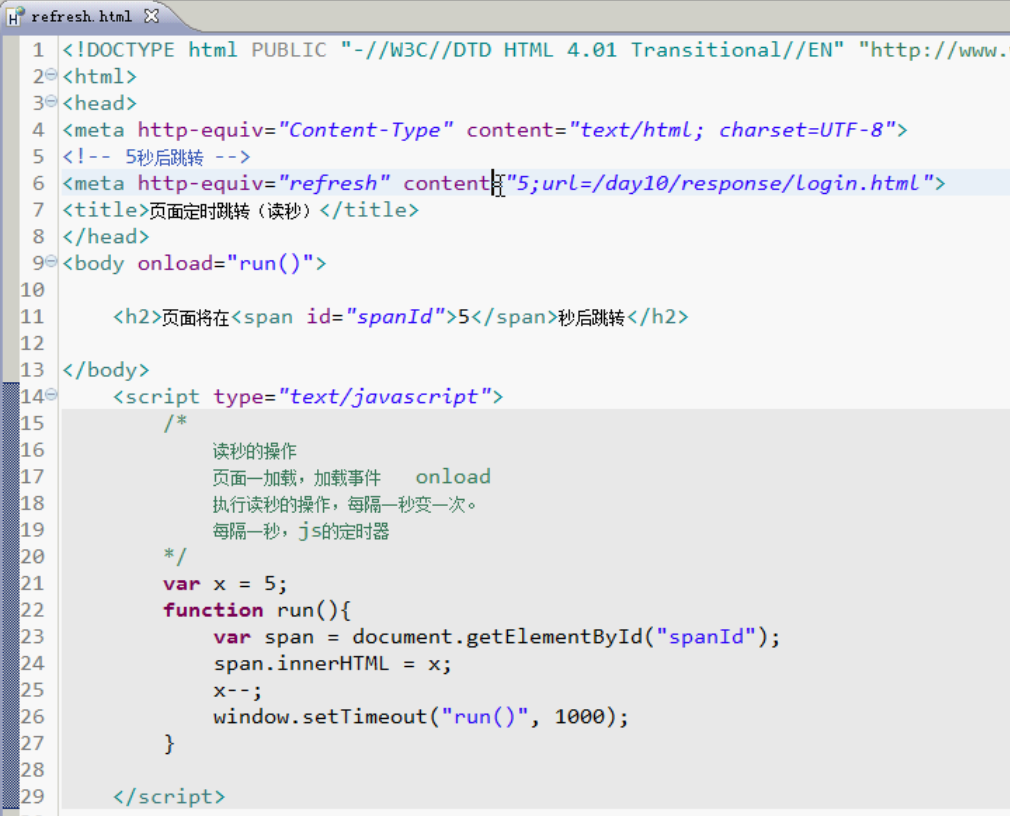 refresh.html
1 <!DOCTYPE html PUBLIC "-//W3C//DTD HTML 4.01 Transitional//EN" "http://www.
2 <html>
3 <head>
4 <meta http-equiv="Content-Type" content="text/html; charset=UTF-8">
5 <!-- 5秒后跳转 -->
6 <meta http-equiv="refresh" content="5;url=/day10/response/login.html">
7 <title>页面定时跳转（读秒）</title>
8 </head>
9 <body onload="run()">
10
11 <h2>页面将在<span id="spanId">5</span>秒后跳转</h2>
12
13 </body>
14 <script type="text/javascript">
15 /*
16 读秒的操作
17 页面一加载，加载事件 onload
18 执行读秒的操作，每隔一秒变一次。
19 每隔一秒，js的定时器
20 */
21 var x = 5;
22 function run(){
23 var span = document.getElementById("spanId");
24 span.innerHTML = x;
25 x--;
26 window.setTimeout("run()", 1000);
27 }
28
29 </script>